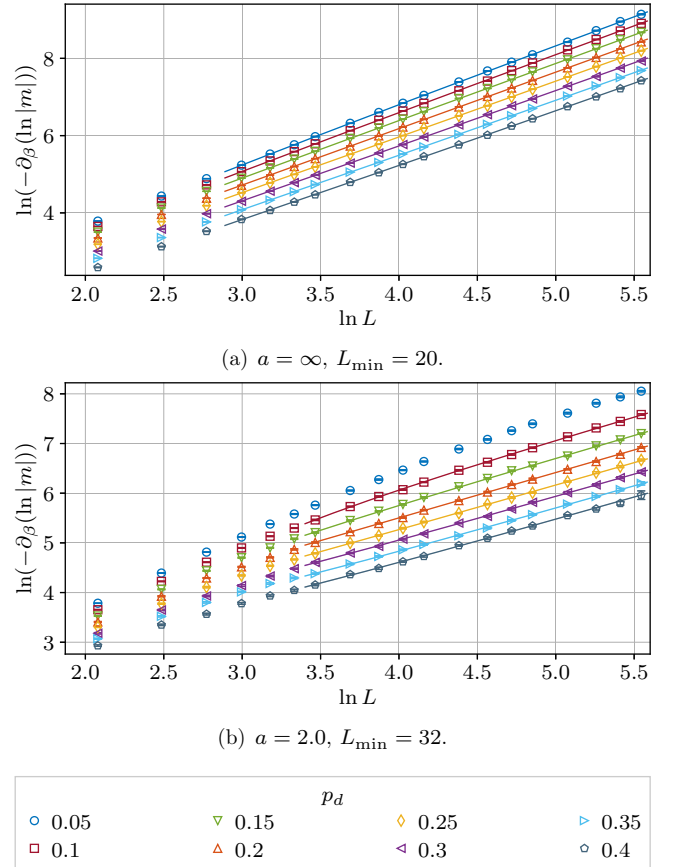 8
6
4
ln(−∂β(ln |m|))
2.0 2.5 3.0 3.5 4.0 4.5 5.0 5.5
ln L
(a) a = ∞, Lmin = 20.
8
7
6
5
4
3
ln(−∂β(ln |m|))
2.0 2.5 3.0 3.5 4.0 4.5 5.0 5.5
ln L
(b) a = 2.0, Lmin = 32.
pd
0.05 0.15 0.25 0.35
0.1 0.2 0.3 0.4